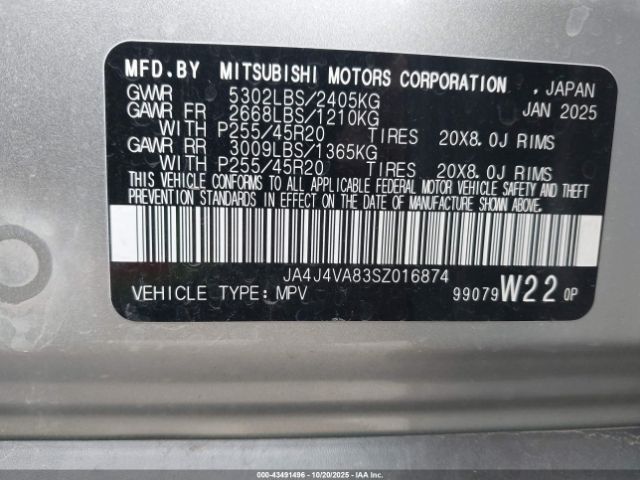 MFD.BY MITSUBISHI MOTORS CORPORATION , JAPAN
GVWR 5302LBS/2405KG JAN 2025
GAWR FR 2668LBS/1210KG
WITH P255/45R20 TIRES 20X8.0J RIMS
GAWR RR 3009LBS/1365KG
WITH P255/45R20 TIRES 20X8.0J RIMS
THIS VEHICLE CONFORMS TO ALL APPLICABLE FEDERAL MOTOR VEHICLE SAFETY AND THEFT
PREVENTION STANDARDS IN EFFECT ON THE DATE OF MANUFACTURE SHOWN ABOVE.
JA4J4VA83SZ016874
VEHICLE TYPE: MPV 99079 W22 0P
000-43491496 | 10/20/2025 | IAAI.CA